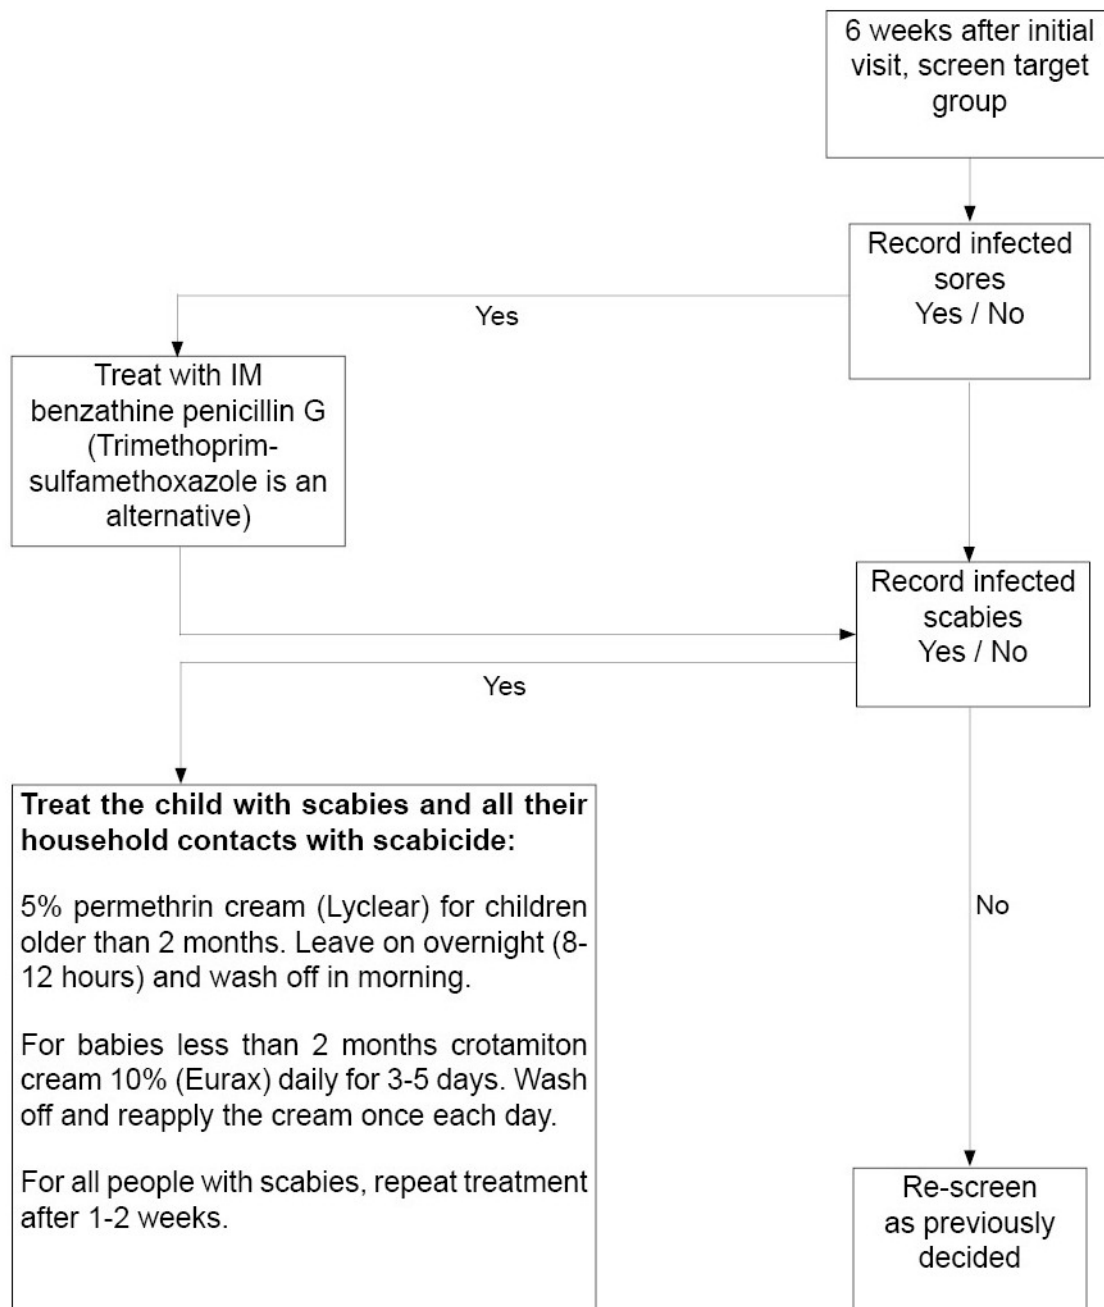 6 weeks after initial
visit, screen target
group
Record infected
sores
Yes / No
Yes
Treat with IM
benzathine penicillin G
(Trimethoprim-
sulfamethoxazole is an
alternative)
Record infected
scabies
Yes / No
Yes
Treat the child with scabies and all their
household contacts with scabicide:
5% permethrin cream (Lyclear) for children
older than 2 months. Leave on overnight (8-
12 hours) and wash off in morning.
For babies less than 2 months crotamiton
cream 10% (Eurax) daily for 3-5 days. Wash
off and reapply the cream once each day.
For all people with scabies, repeat treatment
after 1-2 weeks.
No
Re-screen
as previously
decided